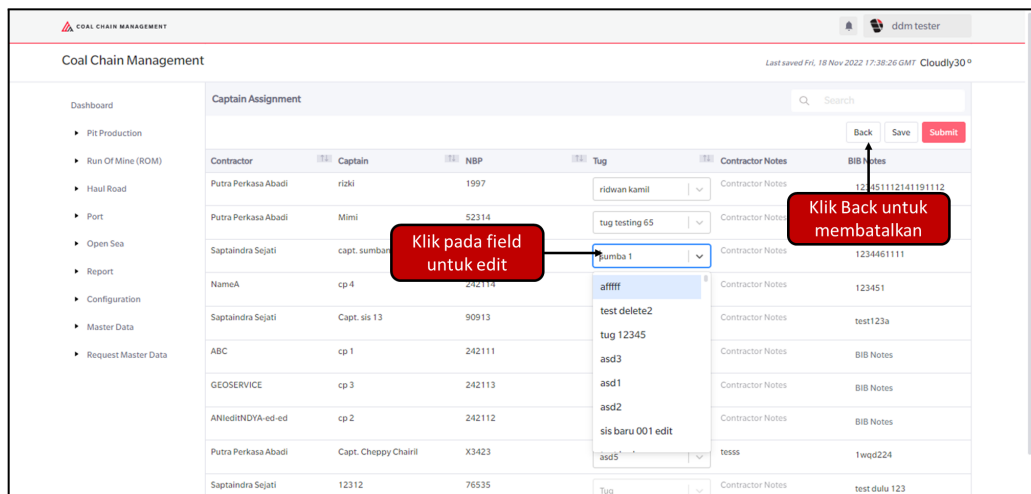 COAL CHAIN MANAGEMENT
ddm tester
Coal Chain Management
Last saved Fri, 18 Nov 2022 17:38:26 GMT Cloudly30 º
Dashboard
Pit Production
Run Of Mine (ROM)
Haul Road
Port
Open Sea
Report
Configuration
Master Data
Request Master Data
Captain Assignment
Search
Back Save Submit
Contractor Captain NBP Tug Contractor Notes BIB Notes
Putra Perkasa Abadi rizki 1997 ridwan kamil Contractor Notes 123451112141191112
Putra Perkasa Abadi Mimi 52314 tug testing 65 Contractor
Klik Back untuk
membatalkan
Klik pada field
untuk edit
Saptaindra Sejati capt. sumban sumba 1 Contractor Notes 1234461111
NameA cp 4 242114 Contractor Notes 123451
Saptaindra Sejati Capt. sis 13 90913 Contractor Notes test123a
ABC cp 1 242111 Contractor Notes BIB Notes
GEOSERVICE cp 3 242113 Contractor Notes BIB Notes
ANIeditNDYA-ed-ed cp 2 242112 Contractor Notes BIB Notes
Putra Perkasa Abadi Capt. Cheppy Chairil X3423 asd5 tesss 1wqd224
Saptaindra Sejati 12312 76535 Tug Contractor Notes test dulu 123
afffff
test delete2
tug 12345
asd3
asd1
asd2
sis baru 001 edit